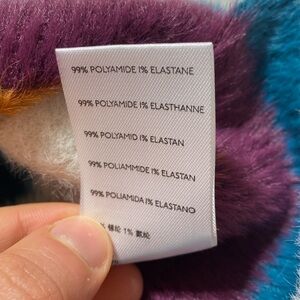 99% POLYAMIDE 1% ELASTANE
99% POLYAMIDE 1% ELASTHANNE
99% POLYAMID 1% ELASTAN
99% POLIAMMIDE 1% ELASTAN
99% POLIAMIDA 1% ELASTANO
1%